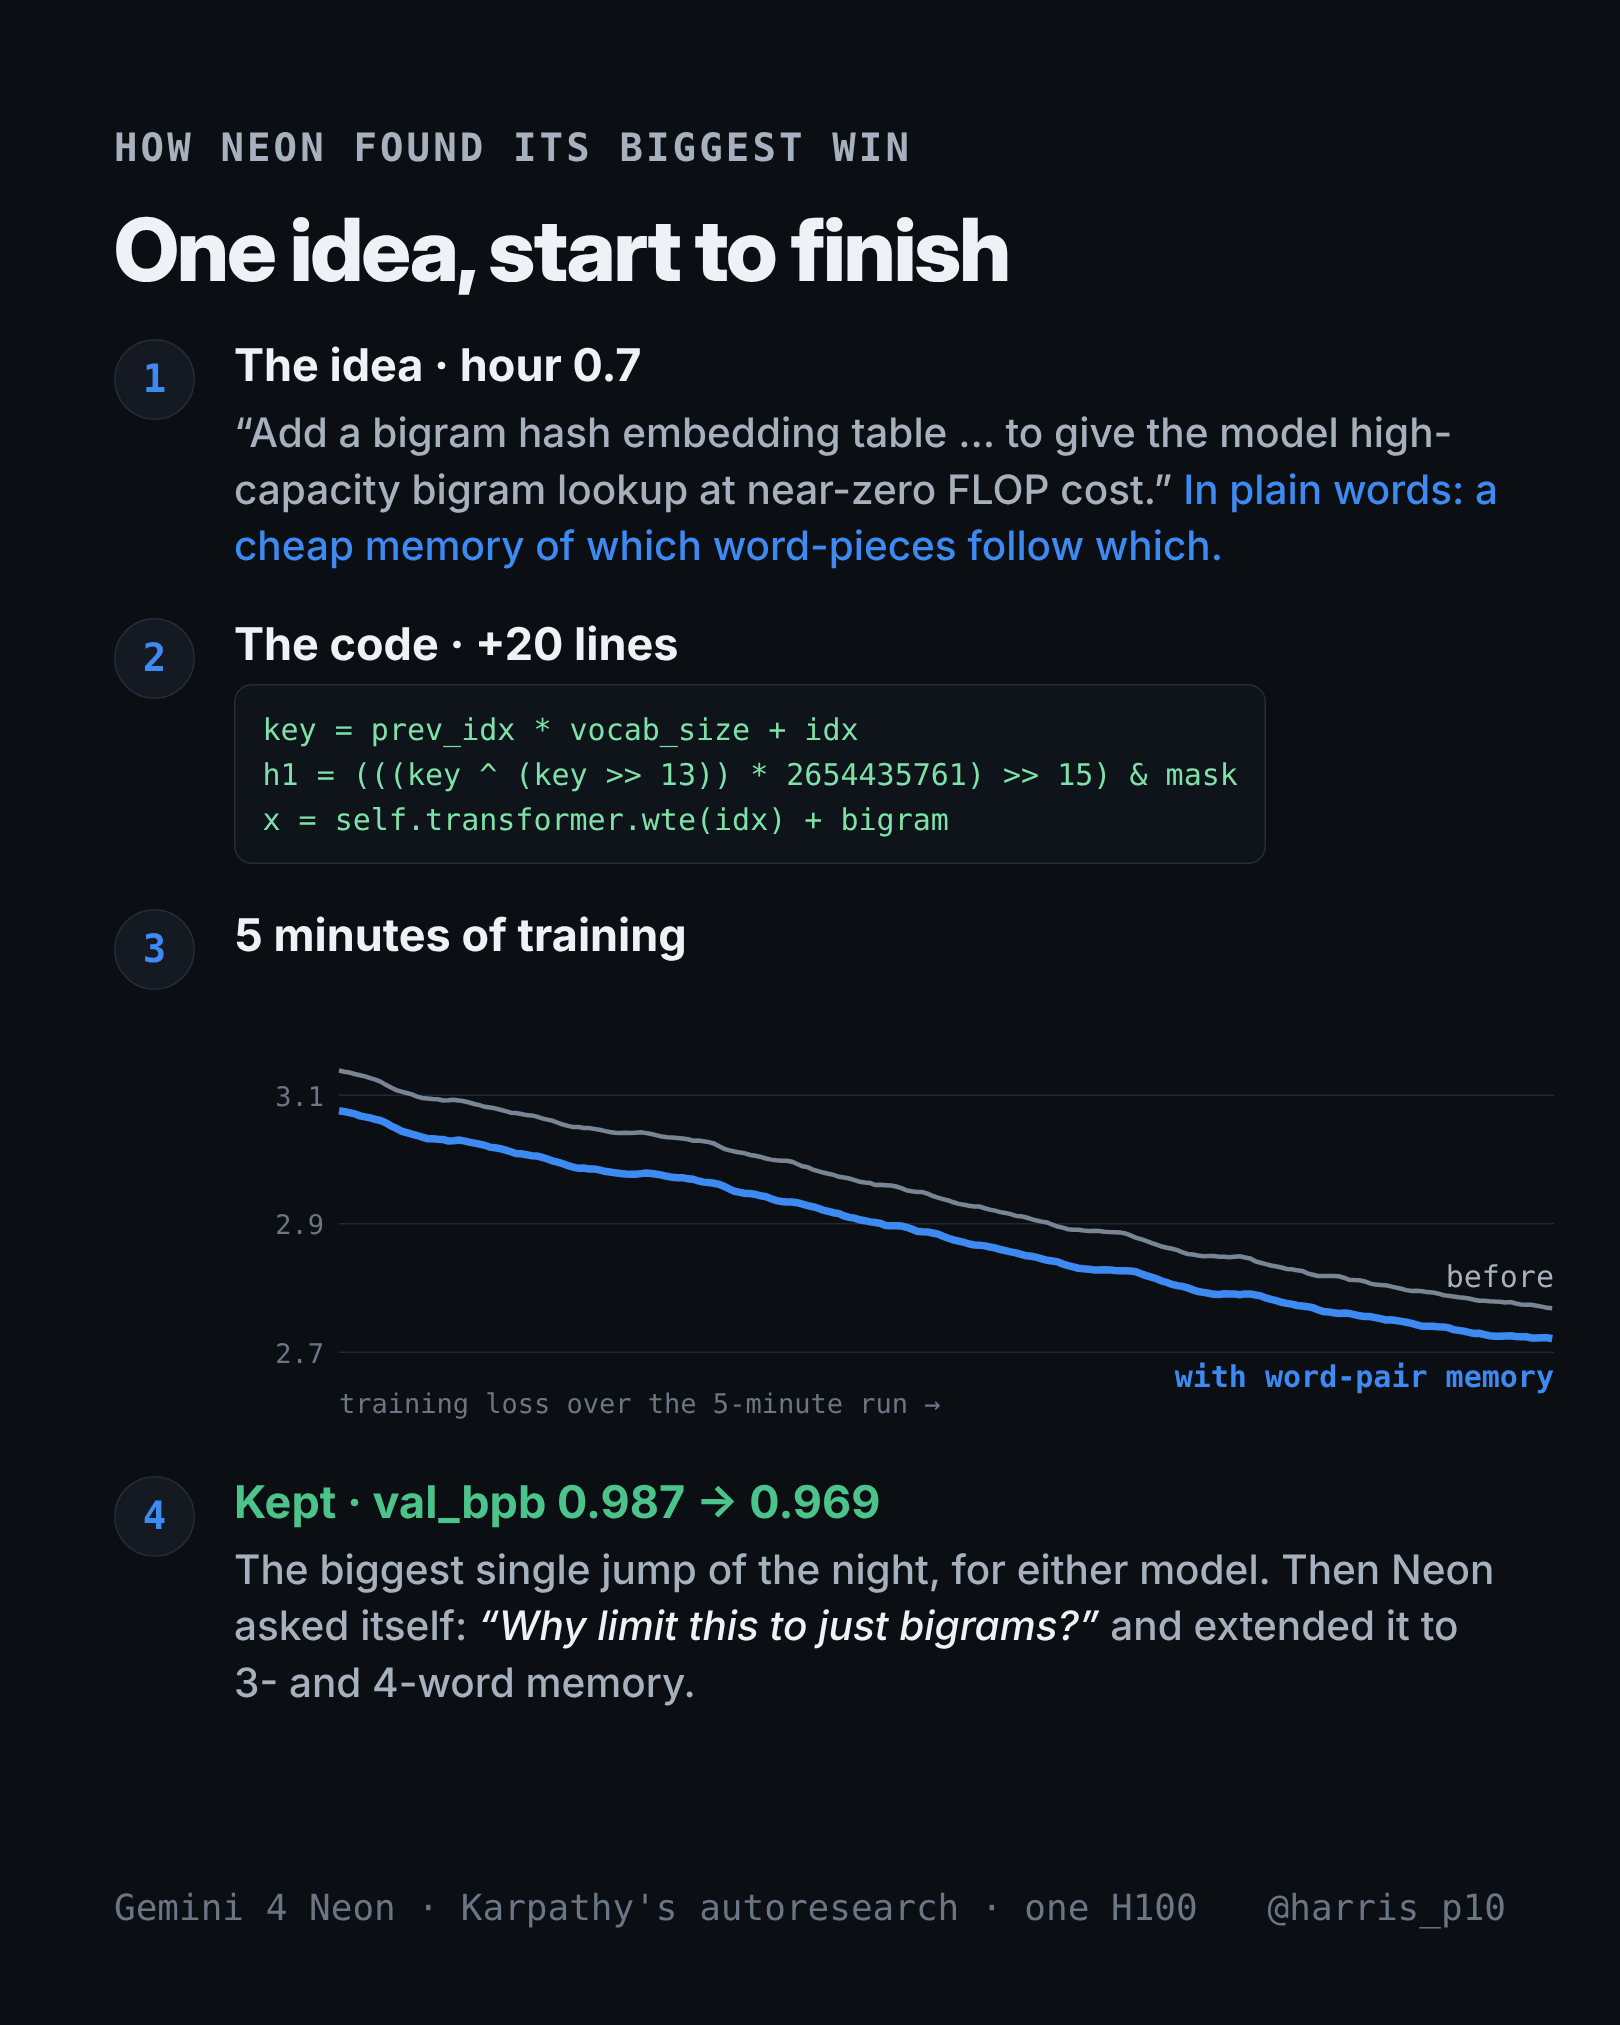 HOW NEON FOUND ITS BIGGEST WIN
One idea, start to finish
1
The idea · hour 0.7
“Add a bigram hash embedding table ... to give the model high-
capacity bigram lookup at near-zero FLOP cost.” In plain words: a
cheap memory of which word-pieces follow which.
2
The code · +20 lines
key = prev_idx * vocab_size + idx
h1 = (((key ^ (key >> 13)) * 2654435761) >> 15) & mask
x = self.transformer.wte(idx) + bigram
3
5 minutes of training
3.1
2.9
before
2.7
with word-pair memory
training loss over the 5-minute run →
4
Kept · val_bpb 0.987 → 0.969
The biggest single jump of the night, for either model. Then Neon
asked itself: “Why limit this to just bigrams?” and extended it to
3- and 4-word memory.
Gemini 4 Neon · Karpathy's autoresearch · one H100 @harris_p10